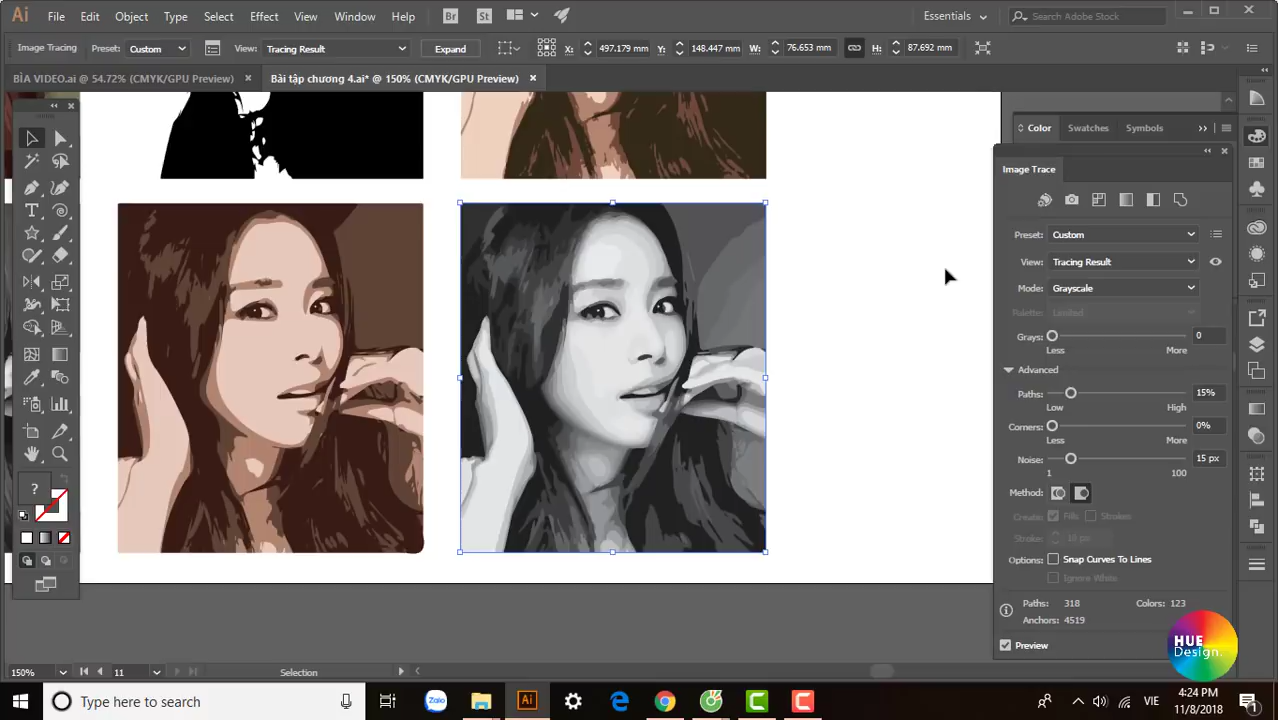 Ai File Edit Object Type Select Effect View Window Help Br St Essentials Search Adobe Stock
Image Tracing Preset: Custom View: Tracing Result Expand X: 497.179 mm Y: 148.447 mm W: 76.653 mm H: 87.692 mm
BÌA VIDEO.ai @ 54.72% (CMYK/GPU Preview) × Bài tập chương 4.ai* @ 150% (CMYK/GPU Preview) ×
Color Swatches Symbols
Image Trace
Preset: Custom
View: Tracing Result
Mode: Grayscale
Palette: Limited
Grays: 0
Less More
Advanced
Paths: 15%
Low High
Corners: 0%
Less More
Noise: 15 px
1 100
Method:
Create: Fills Strokes
Stroke: 10 px
Options: Snap Curves To Lines
Ignore White
Paths: 318 Colors: 123
Anchors: 4519
Preview
HUE
Design.
?
150% 11 Selection
Type here to search Zalo Ai VIE 4:24 PM
11/8/2018 1